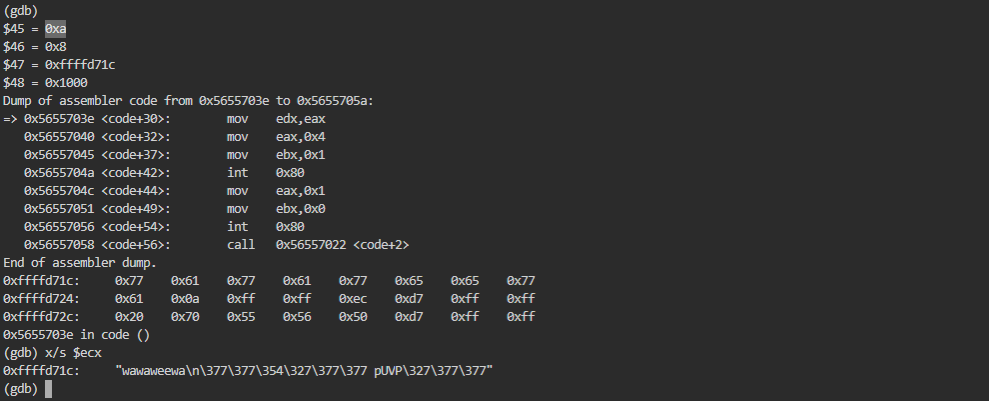 (gdb)
$45 = 0xa
$46 = 0x8
$47 = 0xffffd71c
$48 = 0x1000
Dump of assembler code from 0x5655703e to 0x5655705a:
=> 0x5655703e <code+30>:	mov    edx,eax
   0x56557040 <code+32>:	mov    eax,0x4
   0x56557045 <code+37>:	mov    ebx,0x1
   0x5655704a <code+42>:	int    0x80
   0x5655704c <code+44>:	mov    eax,0x1
   0x56557051 <code+49>:	mov    ebx,0x0
   0x56557056 <code+54>:	int    0x80
   0x56557058 <code+56>:	call   0x56557022 <code+2>
End of assembler dump.
0xffffd71c:	0x77	0x61	0x77	0x61	0x77	0x65	0x65	0x77
0xffffd724:	0x61	0x0a	0xff	0xff	0xec	0xd7	0xff	0xff
0xffffd72c:	0x20	0x70	0x55	0x56	0x50	0xd7	0xff	0xff
0x5655703e in code ()
(gdb) x/s $ecx
0xffffd71c:	"wawaweewa\n\377\377\354\327\377\377 pUVP\327\377\377"
(gdb)